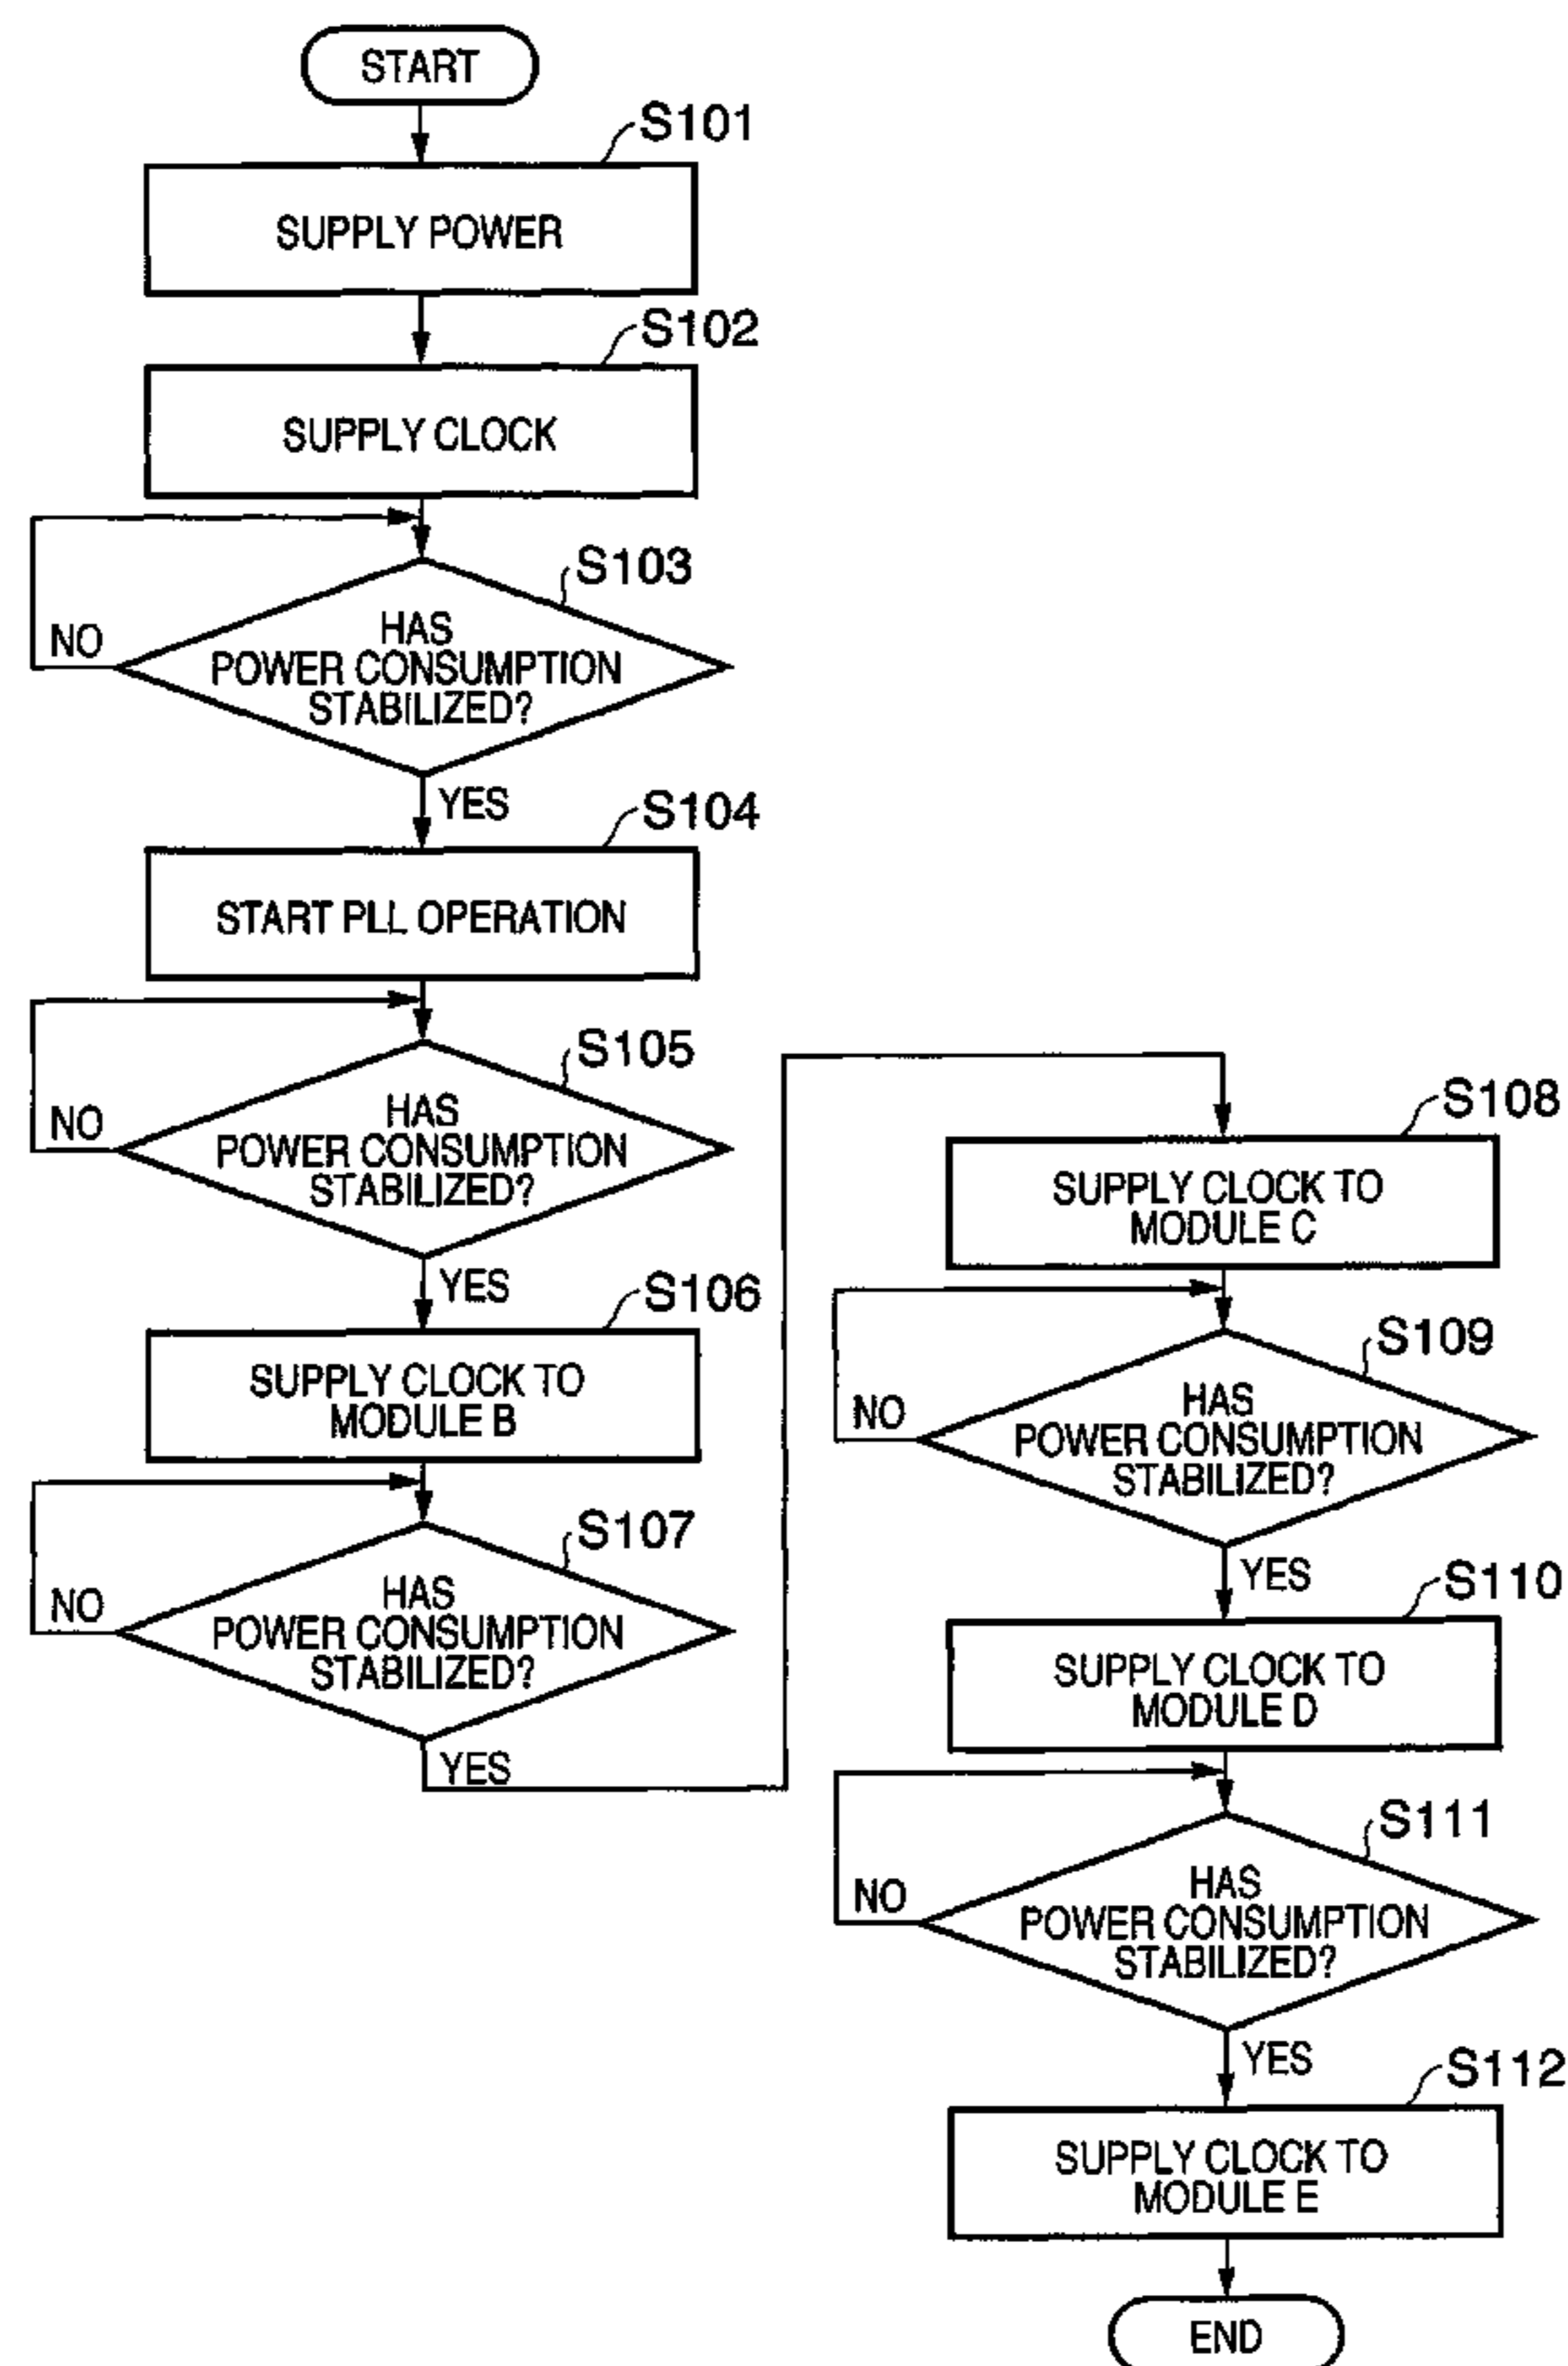 START
S101
SUPPLY POWER
S102
SUPPLY CLOCK
S103
HAS
POWER CONSUMPTION
STABILIZED?
NO
YES
S104
START PLL OPERATION
S105
HAS
POWER CONSUMPTION
STABILIZED?
NO
YES
S106
SUPPLY CLOCK TO
MODULE B
S107
HAS
POWER CONSUMPTION
STABILIZED?
NO
YES
S108
SUPPLY CLOCK TO
MODULE C
S109
HAS
POWER CONSUMPTION
STABILIZED?
NO
YES
S110
SUPPLY CLOCK TO
MODULE D
S111
HAS
POWER CONSUMPTION
STABILIZED?
NO
YES
S112
SUPPLY CLOCK TO
MODULE E
END